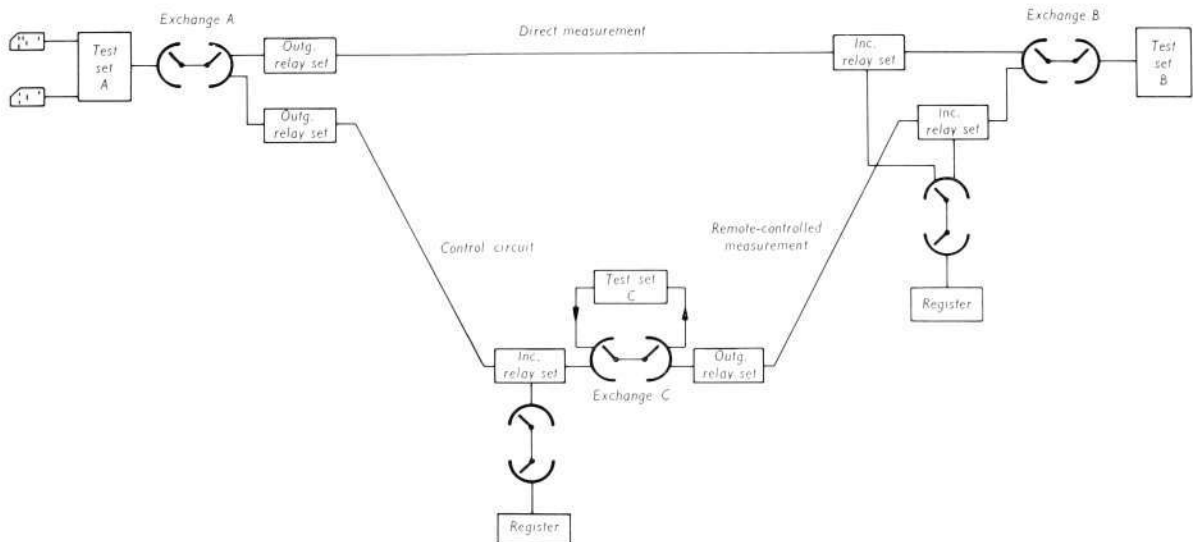 Exchange A
Direct measurement
Exchange B
Test
set
A
Outg.
relay set
Inc.
relay set
Test
set
B
Outg.
relay set
Inc.
relay set
Control circuit
Remote-controlled
measurement
Test set
C
Register
Inc.
relay set
Outg.
relay set
Exchange C
Register